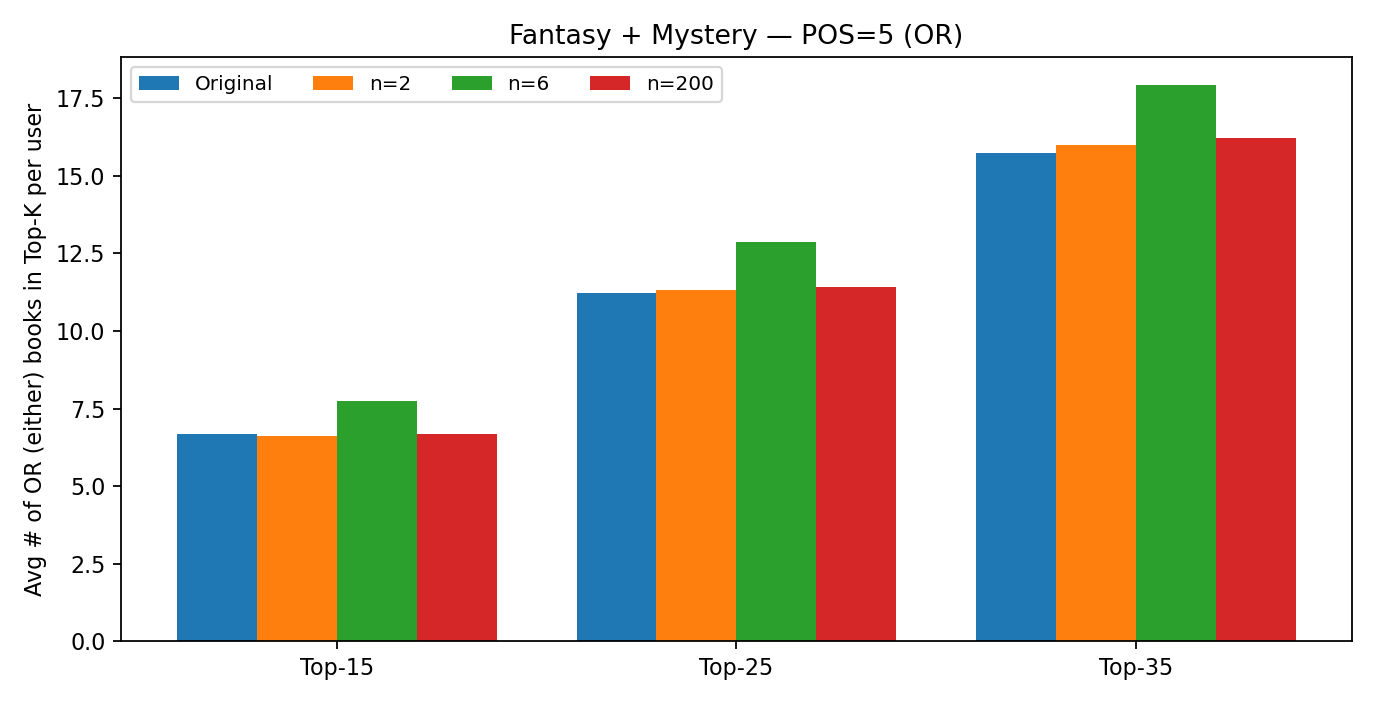 Fantasy + Mystery — POS=5 (OR)
Original n=2 n=6 n=200
Avg # of OR (either) books in Top-K per user
17.5
15.0
12.5
10.0
7.5
5.0
2.5
0.0
Top-15 Top-25 Top-35